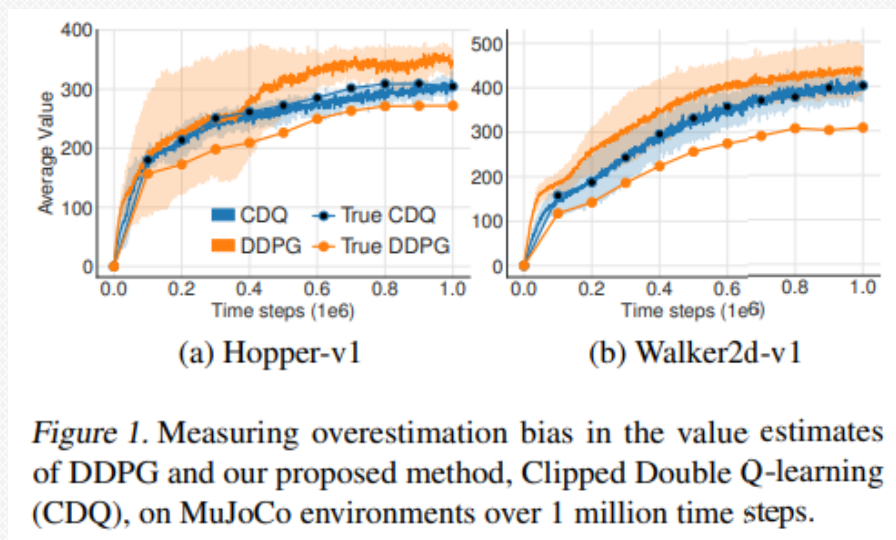 400
300
200
100
0
Average Value
CDQ True CDQ
DDPG True DDPG
0.0 0.2 0.4 0.6 0.8 1.0
Time steps (1e6)
(a) Hopper-v1
500
400
300
200
100
0
0.0 0.2 0.4 0.6 0.8 1.0
Time steps (1e6)
(b) Walker2d-v1
Figure 1. Measuring overestimation bias in the value estimates
of DDPG and our proposed method, Clipped Double Q-learning
(CDQ), on MuJoCo environments over 1 million time steps.